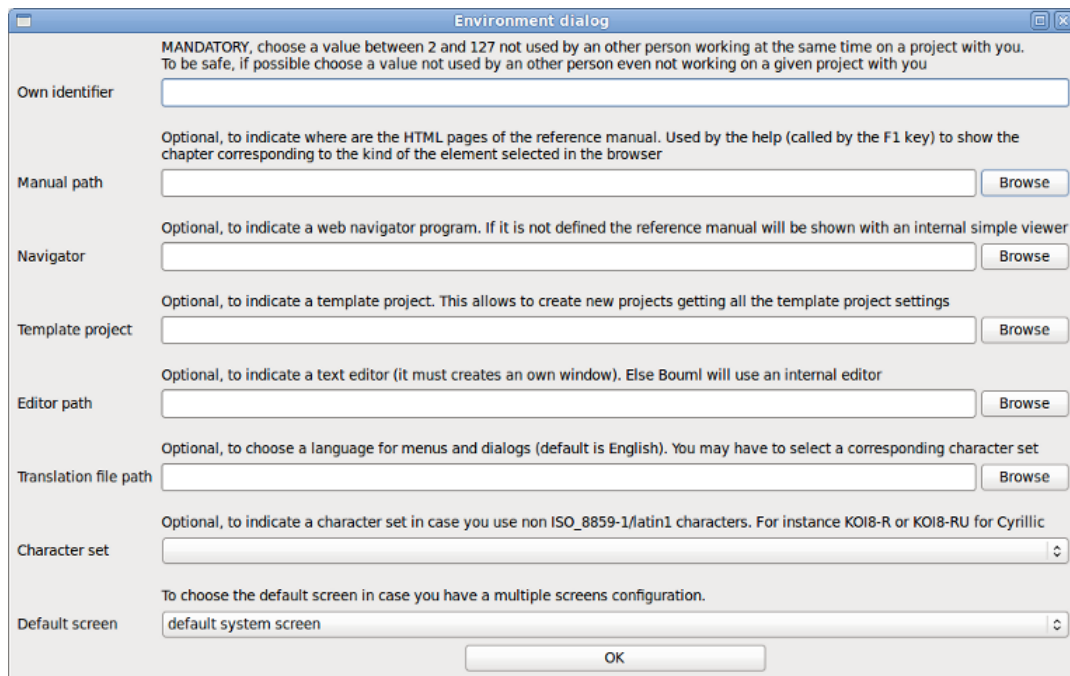 Environment dialog
MANDATORY, choose a value between 2 and 127 not used by an other person working at the same time on a project with you.
To be safe, if possible choose a value not used by an other person even not working on a given project with you
Own identifier
Optional, to indicate where are the HTML pages of the reference manual. Used by the help (called by the F1 key) to show the
chapter corresponding to the kind of the element selected in the browser
Manual path
Browse
Optional, to indicate a web navigator program. If it is not defined the reference manual will be shown with an internal simple viewer
Navigator
Browse
Optional, to indicate a template project. This allows to create new projects getting all the template project settings
Template project
Browse
Optional, to indicate a text editor (it must creates an own window). Else Bouml will use an internal editor
Editor path
Browse
Optional, to choose a language for menus and dialogs (default is English). You may have to select a corresponding character set
Translation file path
Browse
Optional, to indicate a character set in case you use non ISO_8859-1/latin1 characters. For instance KOI8-R or KOI8-RU for Cyrillic
Character set
To choose the default screen in case you have a multiple screens configuration.
Default screen
default system screen
OK